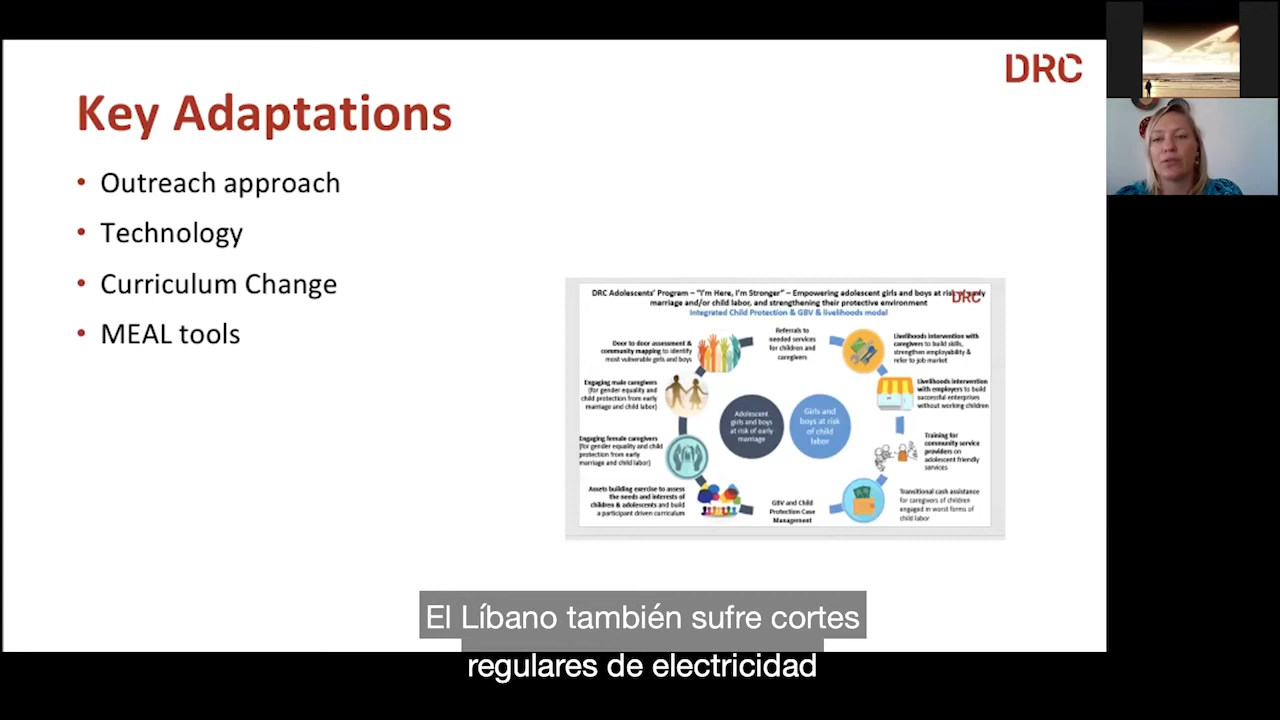 DRC
Key Adaptations
• Outreach approach
• Technology
• Curriculum Change
• MEAL tools
DRC Adolescents' Program – "I'm Here, I'm Stronger" – Empowering adolescent girls and boys at risk of early
marriage and/or child labor, and strengthening their protective environment
DRC
Integrated Child Protection & GBV & livelihoods model
Referrals to
needed services
for children and
caregivers
Door to door assessment &
community mapping to identify
most vulnerable girls and boys
Livelihoods intervention with
caregivers to build skills,
strengthen employability &
refer to job market
Engaging male caregivers
(for gender equality and
child protection from early
marriage and child labor)
Livelihoods intervention
with employers to build
successful enterprises
without working children
Adolescent
girls and boys
at risk of early
marriage
Girls and
boys at risk
of child
labor
Engaging female caregivers
(for gender equality and child
protection from early
marriage and child labor)
Training for
community service
providers on
adolescent friendly
services
Assets building exercise to assess
the needs and interests of
children & adolescents and build
a participant driven curriculum
GBV and Child
Protection Case
Management
Transitional cash assistance
for caregivers of children
engaged in worst forms of
child labor
El Líbano también sufre cortes
regulares de electricidad